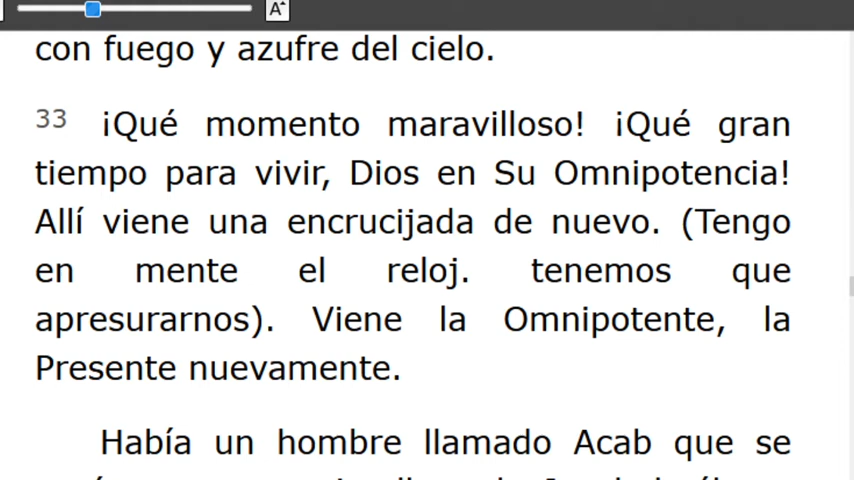 con fuego y azufre del cielo.
33 ¡Qué momento maravilloso! ¡Qué gran
tiempo para vivir, Dios en Su Omnipotencia!
Allí viene una encrucijada de nuevo. (Tengo
en mente el reloj. tenemos que
apresurarnos). Viene la Omnipotente, la
Presente nuevamente.
Había un hombre llamado Acab que se